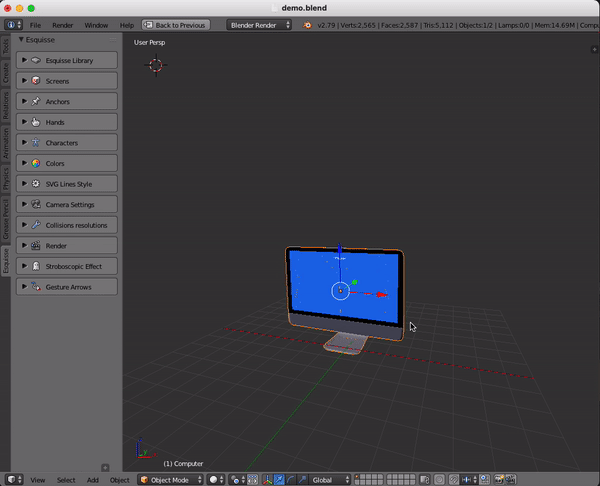 demo.blend
File Render Window Help Back to Previous Blender Render v2.79 | Verts:2,565 | Faces:2,587 | Tris:5,112 | Objects:1/2 | Lamps:0/0 | Mem:14.69M | Comp
Esquisse
User Persp
Tools
Create
Relations
Animation
Physics
Grease Pencil
Esquisse
Esquisse Library
Screens
Anchors
Hands
Characters
Colors
SVG Lines Style
Camera Settings
Collisions resolutions
Render
Stroboscopic Effect
Gesture Arrows
(1) Computer
View Select Add Object Object Mode Global